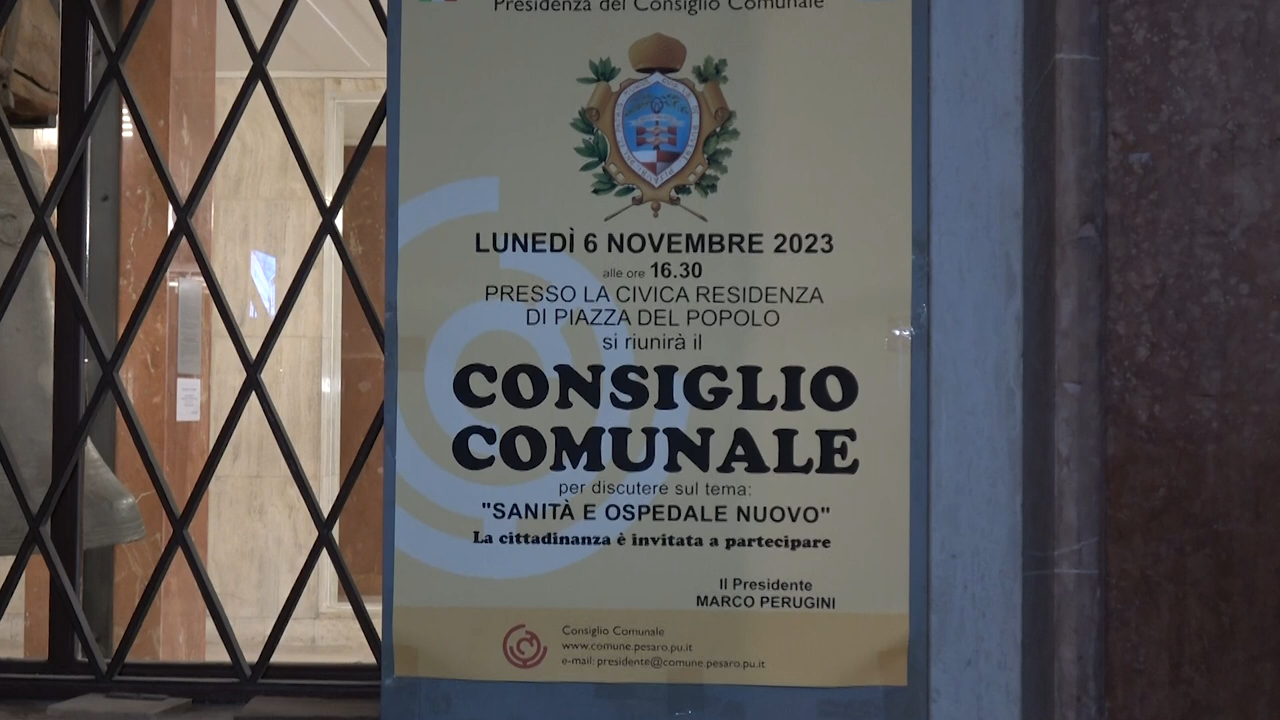 Presidenza del Consiglio Comunale
LUNEDÌ 6 NOVEMBRE 2023
alle ore 16.30
PRESSO LA CIVICA RESIDENZA
DI PIAZZA DEL POPOLO
si riunirà il
CONSIGLIO
COMUNALE
per discutere sul tema:
"SANITÀ E OSPEDALE NUOVO"
La cittadinanza è invitata a partecipare
Il Presidente
MARCO PERUGINI
Consiglio Comunale
www.comune.pesaro.pu.it
e-mail: presidente@comune.pesaro.pu.it